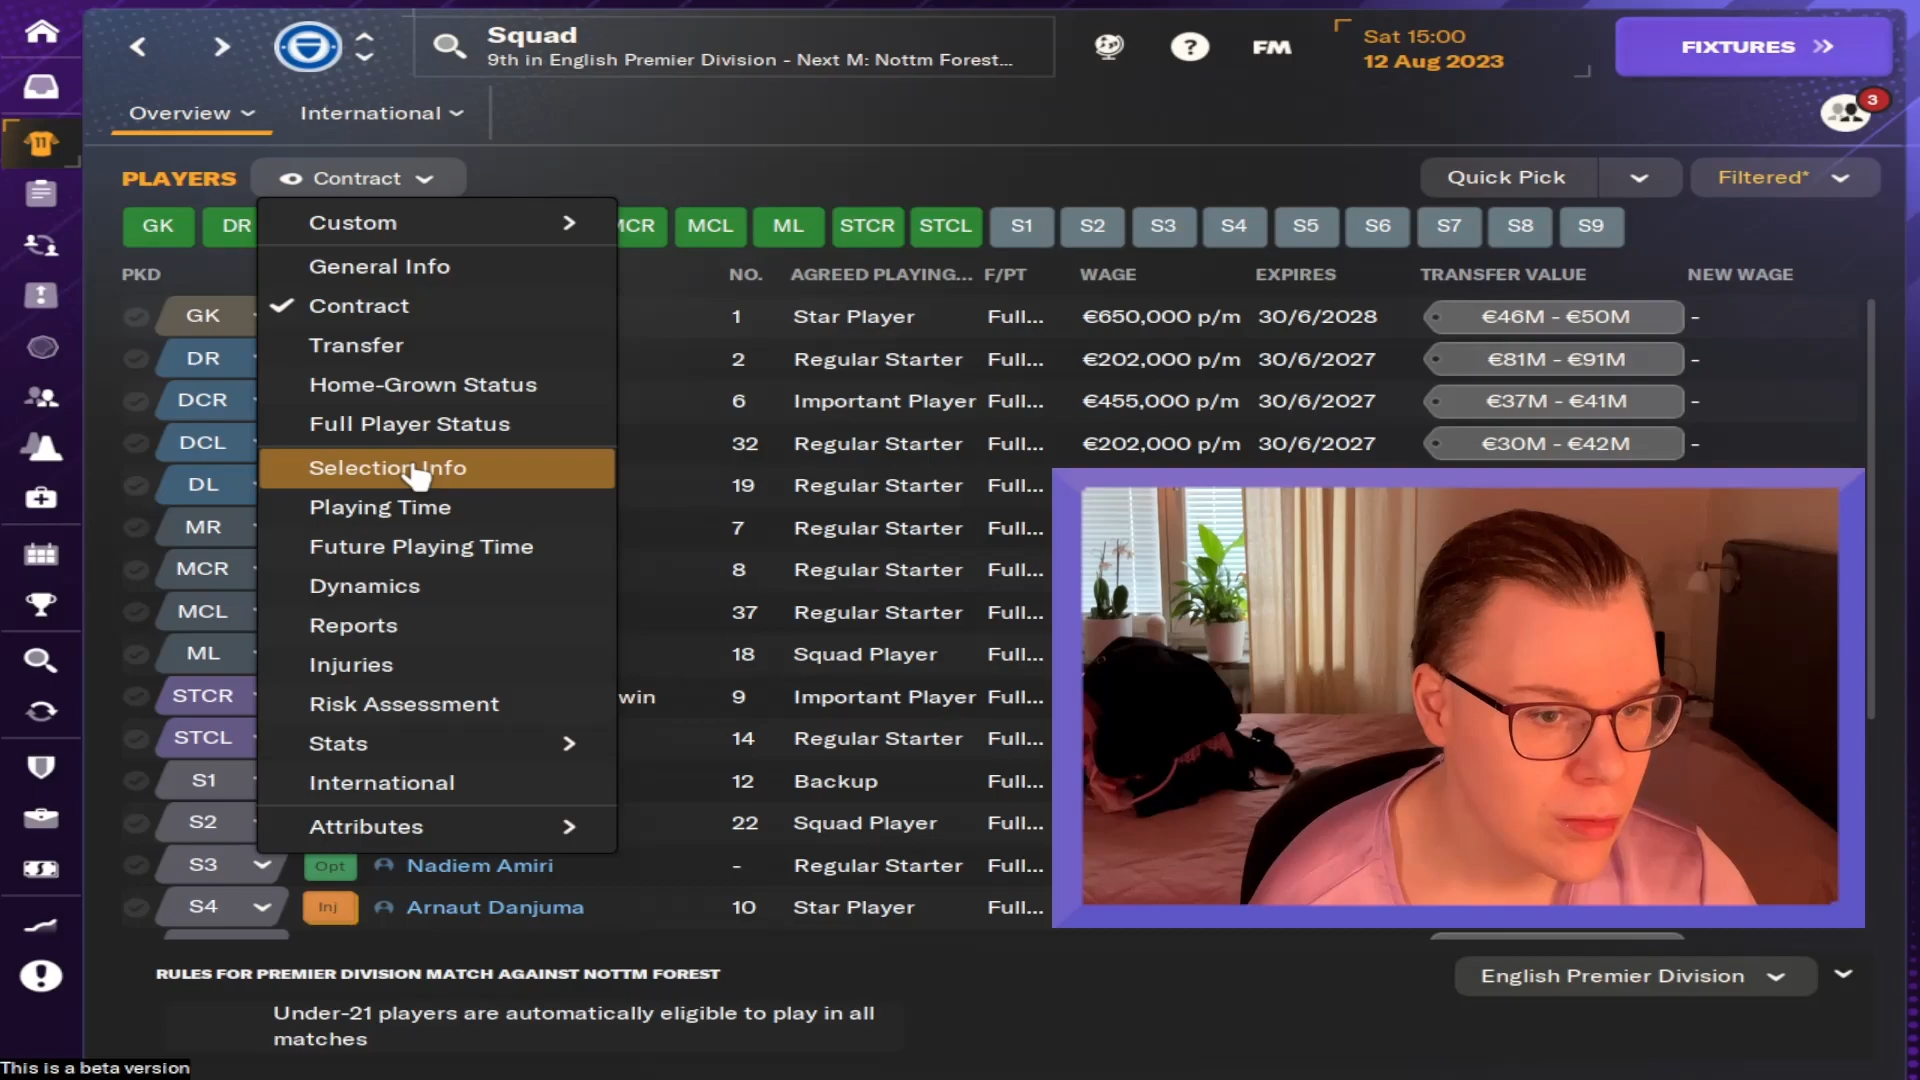 Squad
9th in English Premier Division - Next M: Nottm Forest...
FM
Sat 15:00
12 Aug 2023
FIXTURES
Overview
International
3
11
PLAYERS
Contract
Quick Pick
Filtered*
GK DR MCR MCL ML STCR STCL S1 S2 S3 S4 S5 S6 S7 S8 S9
PKD NO. AGREED PLAYING... F/PT WAGE EXPIRES TRANSFER VALUE NEW WAGE
Custom
General Info
Contract
Transfer
Home-Grown Status
Full Player Status
Selection Info
Playing Time
Future Playing Time
Dynamics
Reports
Injuries
Risk Assessment
Stats
International
Attributes
GK 1 Star Player Full... €650,000 p/m 30/6/2028 €46M - €50M -
DR 2 Regular Starter Full... €202,000 p/m 30/6/2027 €81M - €91M -
DCR 6 Important Player Full... €455,000 p/m 30/6/2027 €37M - €41M -
DCL 32 Regular Starter Full... €202,000 p/m 30/6/2027 €30M - €42M -
DL 19 Regular Starter Full...
MR 7 Regular Starter Full...
MCR 8 Regular Starter Full...
MCL 37 Regular Starter Full...
ML 18 Squad Player Full...
STCR win 9 Important Player Full...
STCL 14 Regular Starter Full...
S1 12 Backup Full...
S2 22 Squad Player Full...
S3 Opt Nadiem Amiri - Regular Starter Full...
S4 Inj Arnaut Danjuma 10 Star Player Full...
RULES FOR PREMIER DIVISION MATCH AGAINST NOTTM FOREST
English Premier Division
Under-21 players are automatically eligible to play in all
matches
This is a beta version